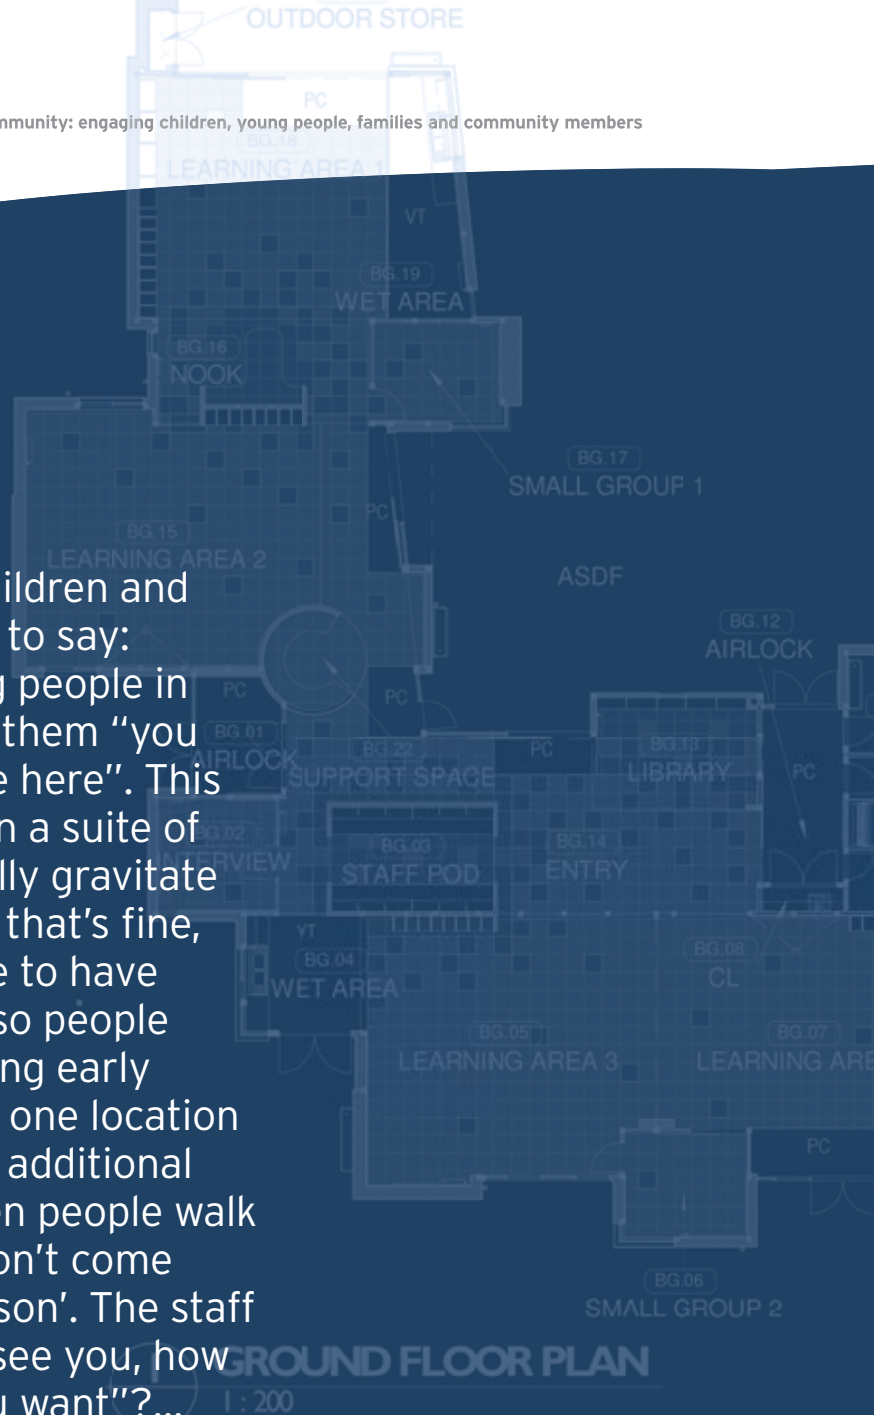 OUTDOOR STORE
PC
mmunity: engaging children, young people, families and community members
BG.18
LEARNING AREA 1
VT
BG.19
WET AREA
BG.16
NOOK
BG.17
SMALL GROUP 1
PC
BG.15
LEARNING AREA 2
ASDF
ildren and
BG.12
to say:
AIRLOCK
g people in
PC
PC
them “you
BG.01
AIRLOCK
BG.22
SUPPORT SPACE
PC
BG.13
LIBRARY
PC
e here”. This
n a suite of
BG.02
INTERVIEW
BG.03
STAFF POD
BG.14
ENTRY
lly gravitate
that’s fine,
VT
BG.04
WET AREA
BG.08
CL
e to have
so people
BG.05
LEARNING AREA 3
BG.07
LEARNING ARE
ng early
one location
PC
additional
en people walk
on’t come
BG.06
SMALL GROUP 2
son’. The staff
see you, how
GROUND FLOOR PLAN
1 : 200
u want”?...